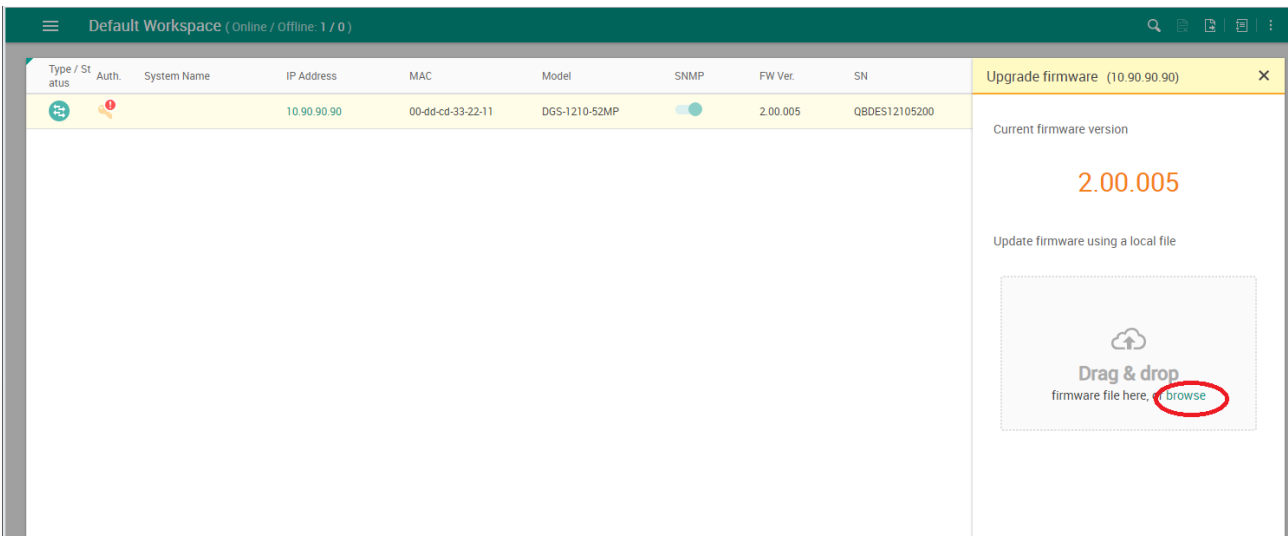 Default Workspace ( Online / Offline: 1 / 0 )
Type / St
atus
Auth. System Name IP Address MAC Model SNMP FW Ver. SN
10.90.90.90 00-dd-cd-33-22-11 DGS-1210-52MP 2.00.005 QBDES12105200
Upgrade firmware (10.90.90.90)
Current firmware version
2.00.005
Update firmware using a local file
Drag & drop
firmware file here, or browse